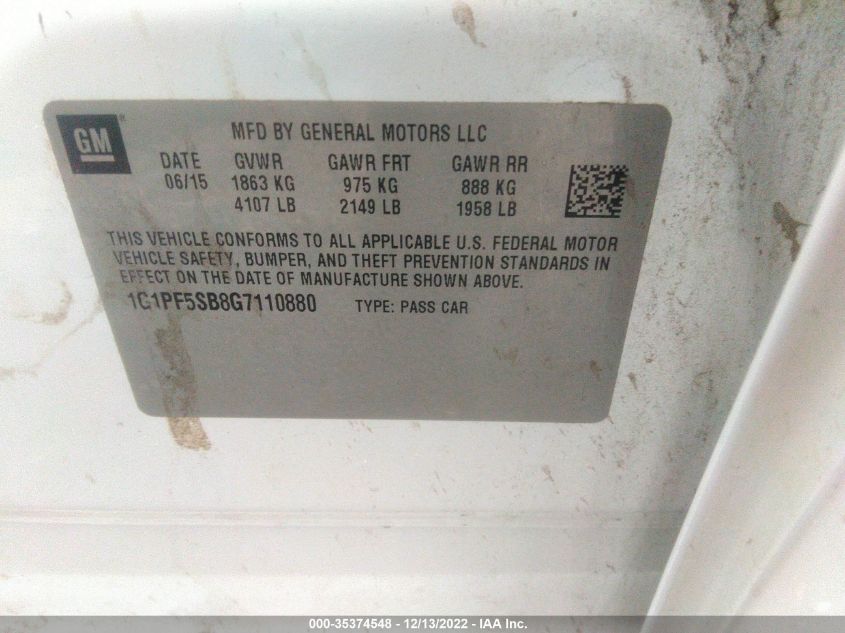 GM ®
MFD BY GENERAL MOTORS LLC
DATE GVWR GAWR FRT GAWR RR
06/15 1863 KG 975 KG 888 KG
4107 LB 2149 LB 1958 LB
THIS VEHICLE CONFORMS TO ALL APPLICABLE U.S. FEDERAL MOTOR
VEHICLE SAFETY, BUMPER, AND THEFT PREVENTION STANDARDS IN
EFFECT ON THE DATE OF MANUFACTURE SHOWN ABOVE.
1G1PF5SB8G7110880 TYPE: PASS CAR
000-35374548 - 12/13/2022 - IAA Inc.